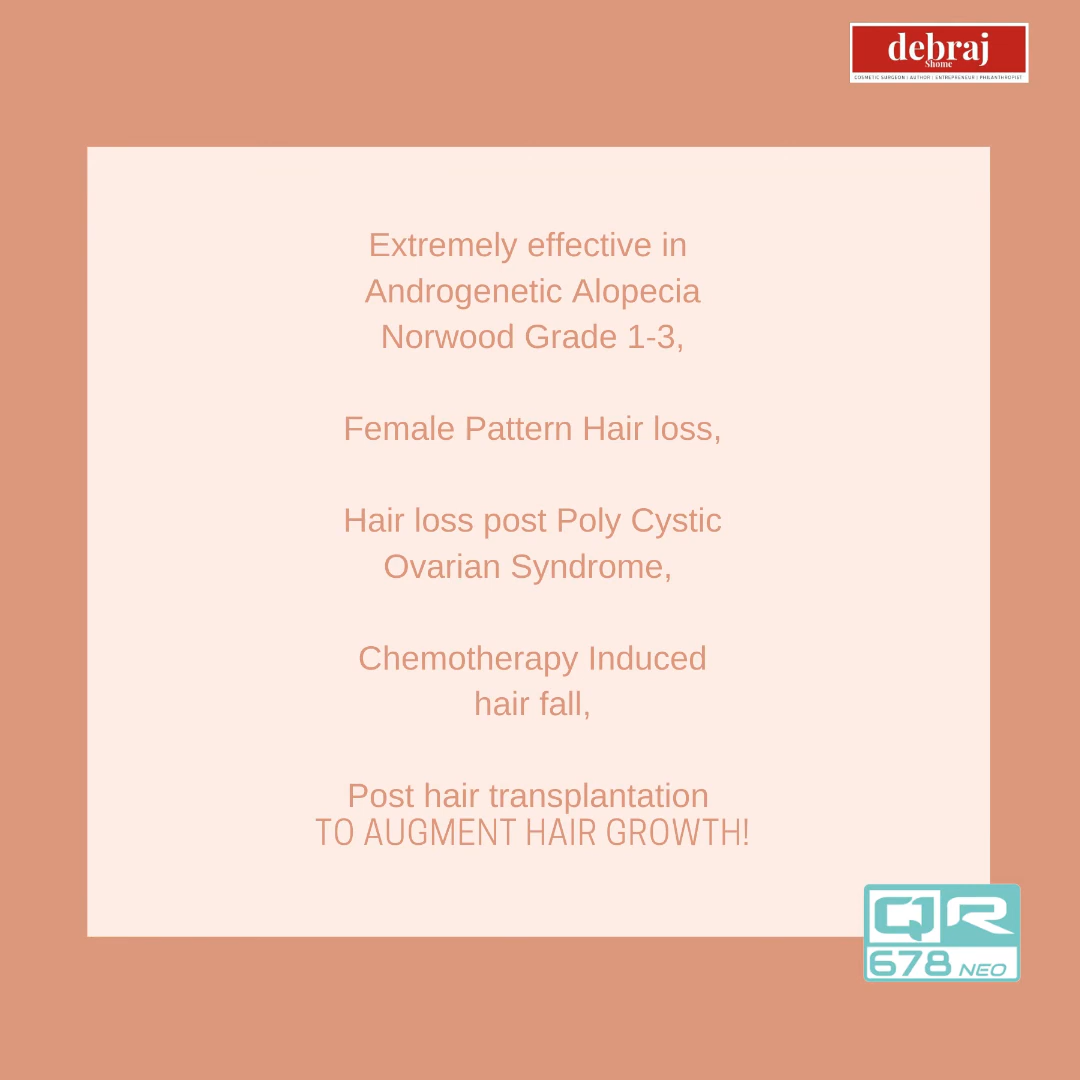 debraj
Shome
COSMETIC SURGEON | AUTHOR | ENTREPRENEUR | PHILANTHROPIST
Extremely effective in
Androgenetic Alopecia
Norwood Grade 1-3,
Female Pattern Hair loss,
Hair loss post Poly Cystic
Ovarian Syndrome,
Chemotherapy Induced
hair fall,
Post hair transplantation
TO AUGMENT HAIR GROWTH!
QR
678 NEO